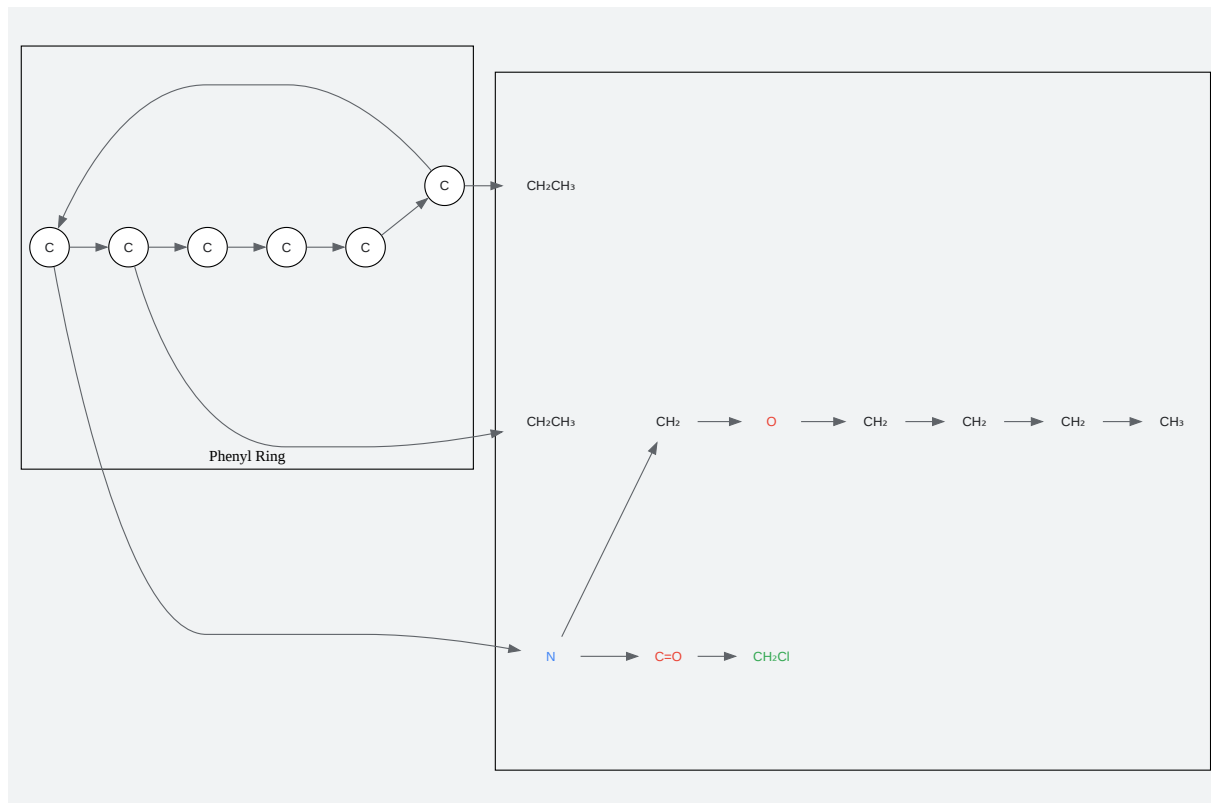 C
CH₂CH₃
C
C
C
C
C
CH₂CH₃
CH₂
O
CH₂
CH₂
CH₂
CH₃
Phenyl Ring
N
C=O
CH₂Cl